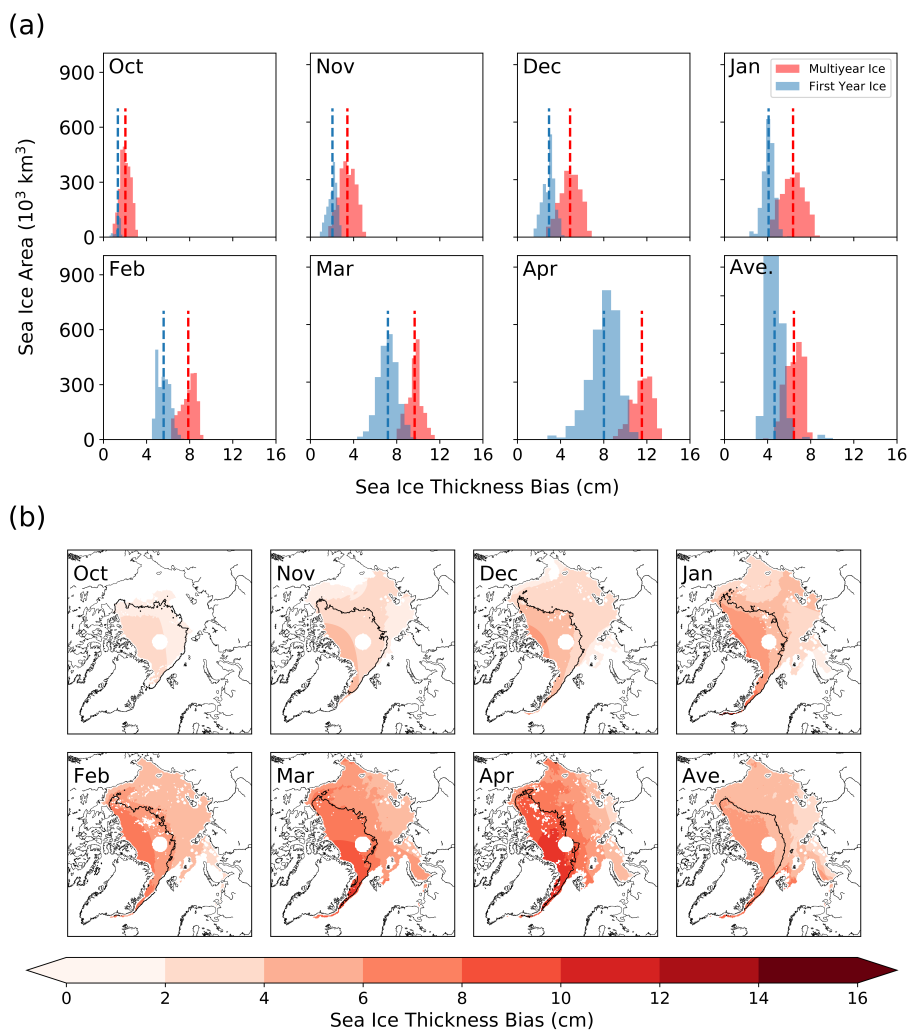 (a)
Oct
Nov
Dec
Jan
Multiyear Ice
First Year Ice
900
600
300
0
Feb
Mar
Apr
Ave.
900
600
300
0
0 4 8 12 16
0 4 8 12 16
0 4 8 12 16
0 4 8 12 16
Sea Ice Area (10³ km³)
Sea Ice Thickness Bias (cm)
(b)
Oct
Nov
Dec
Jan
Feb
Mar
Apr
Ave.
0 2 4 6 8 10 12 14 16
Sea Ice Thickness Bias (cm)